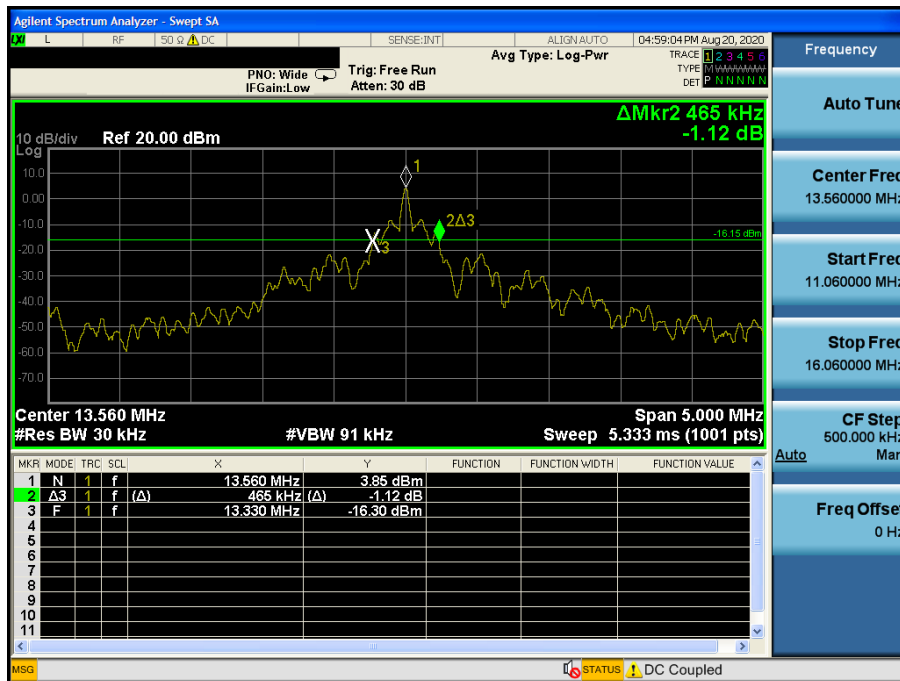 Agilent Spectrum Analyzer - Swept SA
LXI L RF 50 Ω DC SENSE:INT ALIGN AUTO 04:59:04 PM Aug 20, 2020
Avg Type: Log-Pwr
TRACE 1 2 3 4 5 6
PNO: Wide Trig: Free Run
TYPE M W W W W W
IFGain:Low Atten: 30 dB
DET P N N N N N
ΔMkr2 465 kHz
-1.12 dB
10 dB/div Ref 20.00 dBm
Log
10.0
0.00
-10.0
-20.0
-30.0
-40.0
-50.0
-60.0
-70.0
1
2Δ3
3
-16.15 dBm
Center 13.560 MHz Span 5.000 MHz
#Res BW 30 kHz #VBW 91 kHz Sweep 5.333 ms (1001 pts)
MKR MODE TRC SCL X Y FUNCTION FUNCTION WIDTH FUNCTION VALUE
1 N 1 f 13.560 MHz 3.85 dBm
2 Δ3 1 f (Δ) 465 kHz (Δ) -1.12 dB
3 F 1 f 13.330 MHz -16.30 dBm
4
5
6
7
8
9
10
11
MSG STATUS DC Coupled
Frequency
Auto Tune
Center Freq
13.560000 MHz
Start Freq
11.060000 MHz
Stop Freq
16.060000 MHz
CF Step
500.000 kHz
Auto Man
Freq Offset
0 Hz